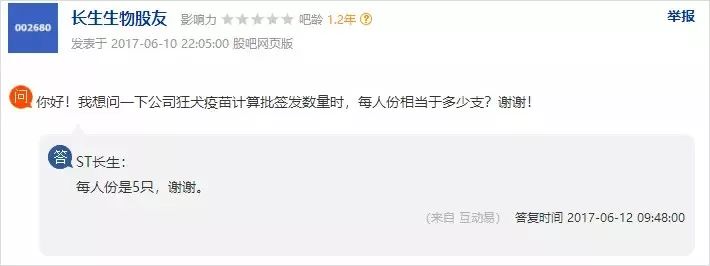 002680
长生生物股友 影响力 吧龄 1.2年 举报
发表于 2017-06-10 22:05:00 股吧网页版
问 你好！我想问一下公司狂犬疫苗计算批签发数量时，每人份相当于多少支？谢谢！
答 ST长生：
每人份是5只，谢谢。
(来自 互动易) 答复时间 2017-06-12 09:48:00